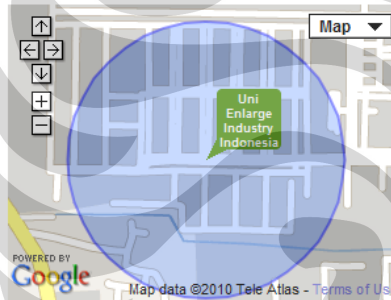 Map
Uni
Enlarge
Industry
Indonesia
POWERED BY
Google
Map data ©2010 Tele Atlas - Terms of Us